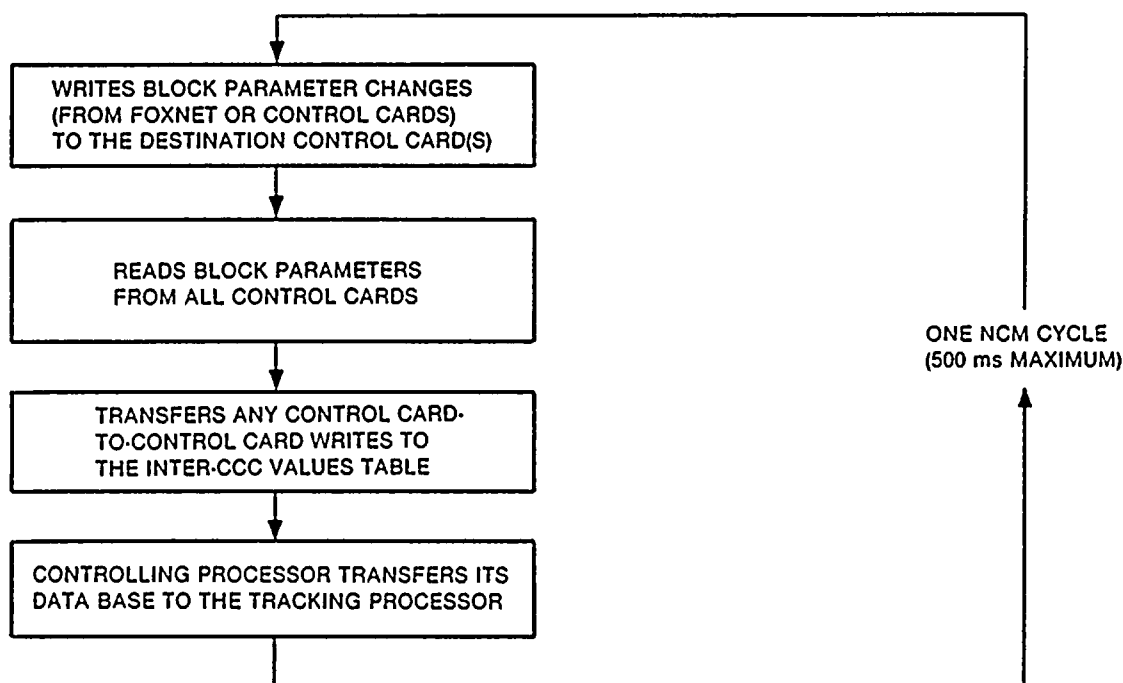 WRITES BLOCK PARAMETER CHANGES
(FROM FOXNET OR CONTROL CARDS)
TO THE DESTINATION CONTROL CARD(S)
READS BLOCK PARAMETERS
FROM ALL CONTROL CARDS
TRANSFERS ANY CONTROL CARD-
TO-CONTROL CARD WRITES TO
THE INTER-CCC VALUES TABLE
CONTROLLING PROCESSOR TRANSFERS ITS
DATA BASE TO THE TRACKING PROCESSOR
ONE NCM CYCLE
(500 ms MAXIMUM)